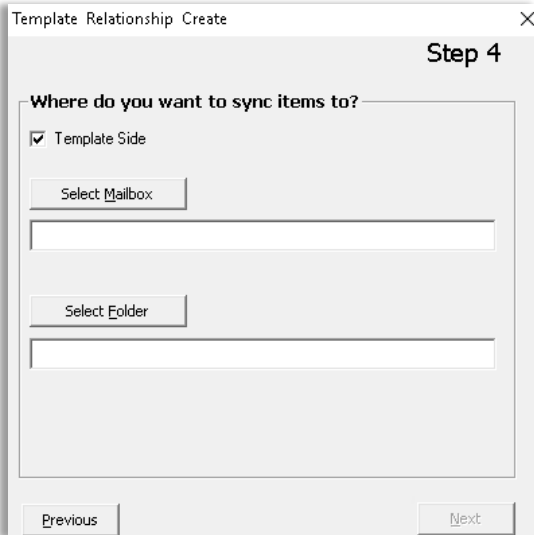 Template Relationship Create
Step 4
Where do you want to sync items to?
Template Side
Select Mailbox
Select Folder
Previous
Next